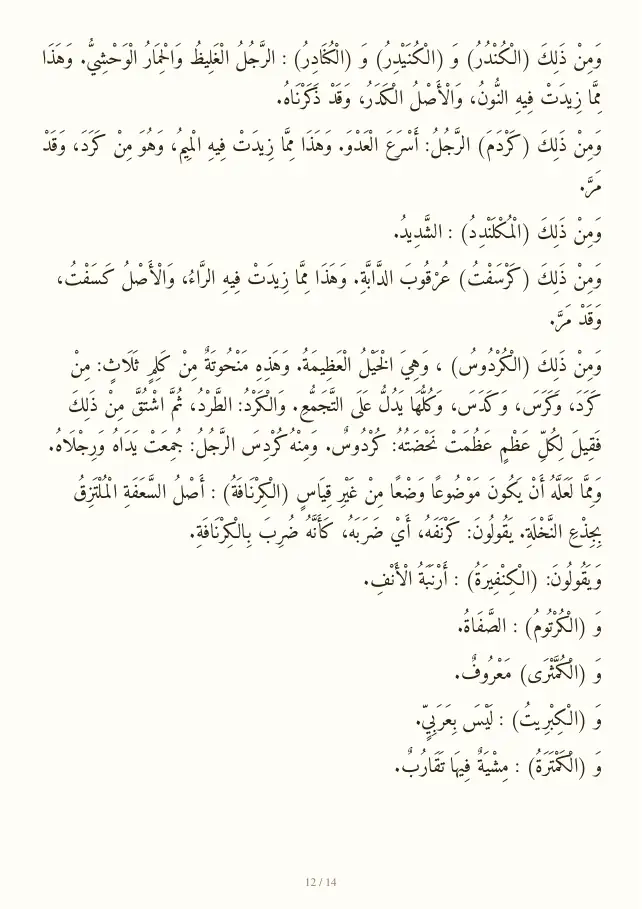 وَمِنْ ذَلِكَ (الْكُنْدُرُ) وَ (الْكُنَيْدِرُ) وَ (الْكُنَادِرُ) : الرَّجُلُ الْغَلِيظُ وَالْحِمَارُ الْوَحْشِيُّ. وَهَذَا
مِمَّا زِيدَتْ فِيهِ النُّونُ، وَالْأَصْلُ الْكَدَرُ، وَقَدْ ذَكَرْنَاهُ.
وَمِنْ ذَلِكَ (كَرْدَمَ) الرَّجُلُ: أَسْرَعَ الْعَدْوَ. وَهَذَا مِمَّا زِيدَتْ فِيهِ الْمِيمُ، وَهُوَ مِنْ كَرَدَ، وَقَدْ
مَرَّ.
وَمِنْ ذَلِكَ (الْمُكْلَنْدِدُ) : الشَّدِيدُ.
وَمِنْ ذَلِكَ (كَرْسَفْتُ) عُرْقُوبَ الدَّابَّةِ. وَهَذَا مِمَّا زِيدَتْ فِيهِ الرَّاءُ، وَالْأَصْلُ كَسَفْتُ،
وَقَدْ مَرَّ.
وَمِنْ ذَلِكَ (الْكُرْدُوسُ) ، وَهِيَ الْخَيْلُ الْعَظِيمَةُ. وَهَذِهِ مَنْحُوتَةٌ مِنْ كَلِمٍ ثَلَاثٍ: مِنْ
كَرَدَ، وَكَرَسَ، وَكَدَسَ، وَكُلُّهَا يَدُلُّ عَلَى التَّجَمُّعِ. وَالْكَرْدُ: الطَّرْدُ، ثُمَّ اشْتُقَّ مِنْ ذَلِكَ
فَقِيلَ لِكُلِّ عَظْمٍ عَظُمَتْ نَحْضَتُهُ: كُرْدُوسٌ. وَمِنْهُ كُرْدِسَ الرَّجُلُ: جُمِعَتْ يَدَاهُ وَرِجْلَاهُ.
وَمِمَّا لَعَلَّهُ أَنْ يَكُونَ مَوْضُوعًا وَضْعًا مِنْ غَيْرِ قِيَاسٍ (الْكِرْنَافَةُ) : أَصْلُ السَّعَفَةِ الْمُلْتَزِقُ
بِجِذْعِ النَّخْلَةِ. يَقُولُونَ: كَرْنَفَهُ، أَيْ ضَرَبَهُ، كَأَنَّهُ ضُرِبَ بِالْكِرْنَافَةِ.
وَيَقُولُونَ: (الْكِنْفِيرَةُ) : أَرْنَبَةُ الْأَنْفِ.
وَ (الْكُرْتُومُ) : الصَّفَاةُ.
وَ (الْكُمَّثْرَى) مَعْرُوفٌ.
وَ (الْكِبْرِيتُ) : لَيْسَ بِعَرَبِيٍّ.
وَ (الْكَمْتَرَةُ) : مِشْيَةٌ فِيهَا تَقَارُبٌ.
12 / 14